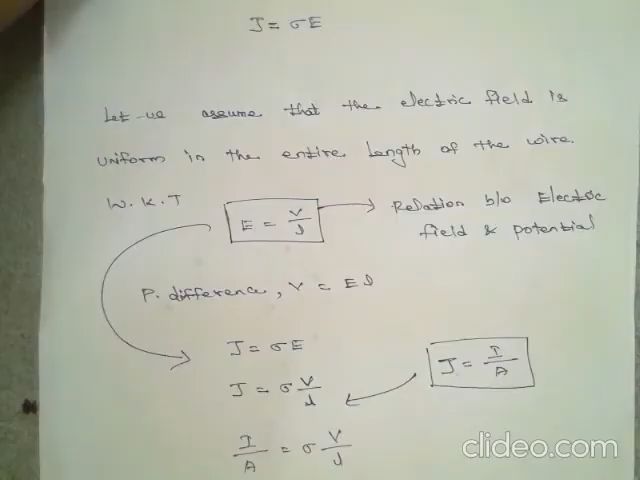 J = σE
Let us assume that the electric field is
uniform in the entire length of the wire.
W.K.T
E = V/l
Relation b/w Electric
field & potential
P. difference, V = El
J = σE
J = σ V/l
J = I/A
I/A = σ V/l
clideo.com